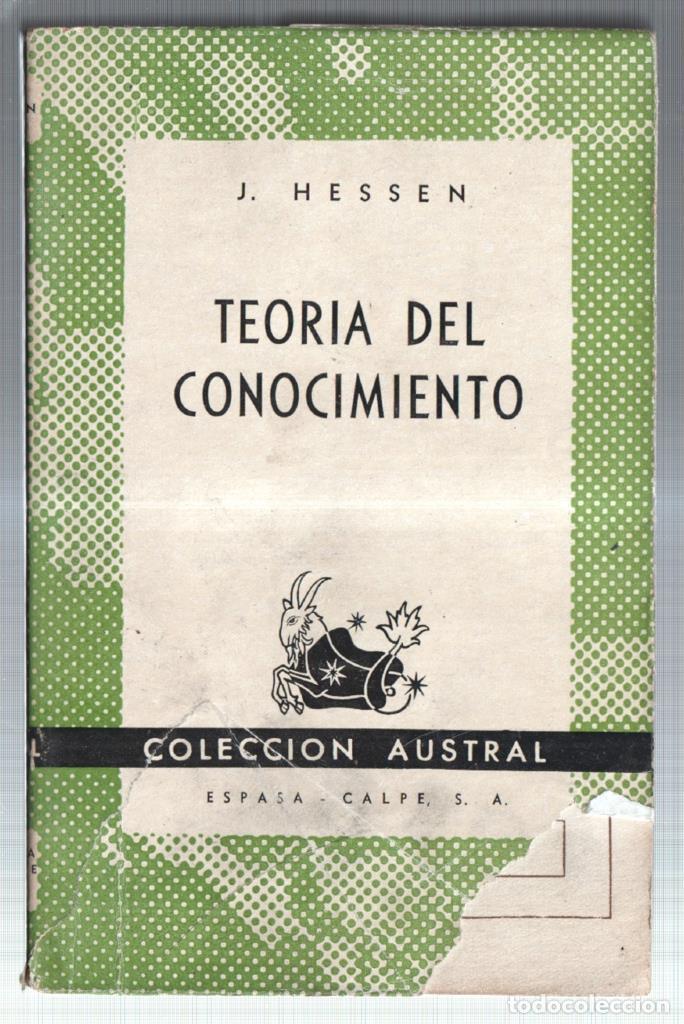 J. HESSEN
TEORIA DEL
CONOCIMIENTO
COLECCION AUSTRAL
ESPASA - CALPE, S. A.
N
L
A
E
todocoleccion